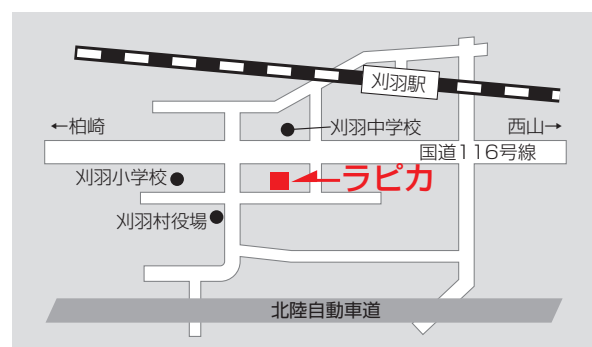 刈羽駅
←柏崎
刈羽中学校
西山→
国道116号線
刈羽小学校
ラピカ
刈羽村役場
北陸自動車道